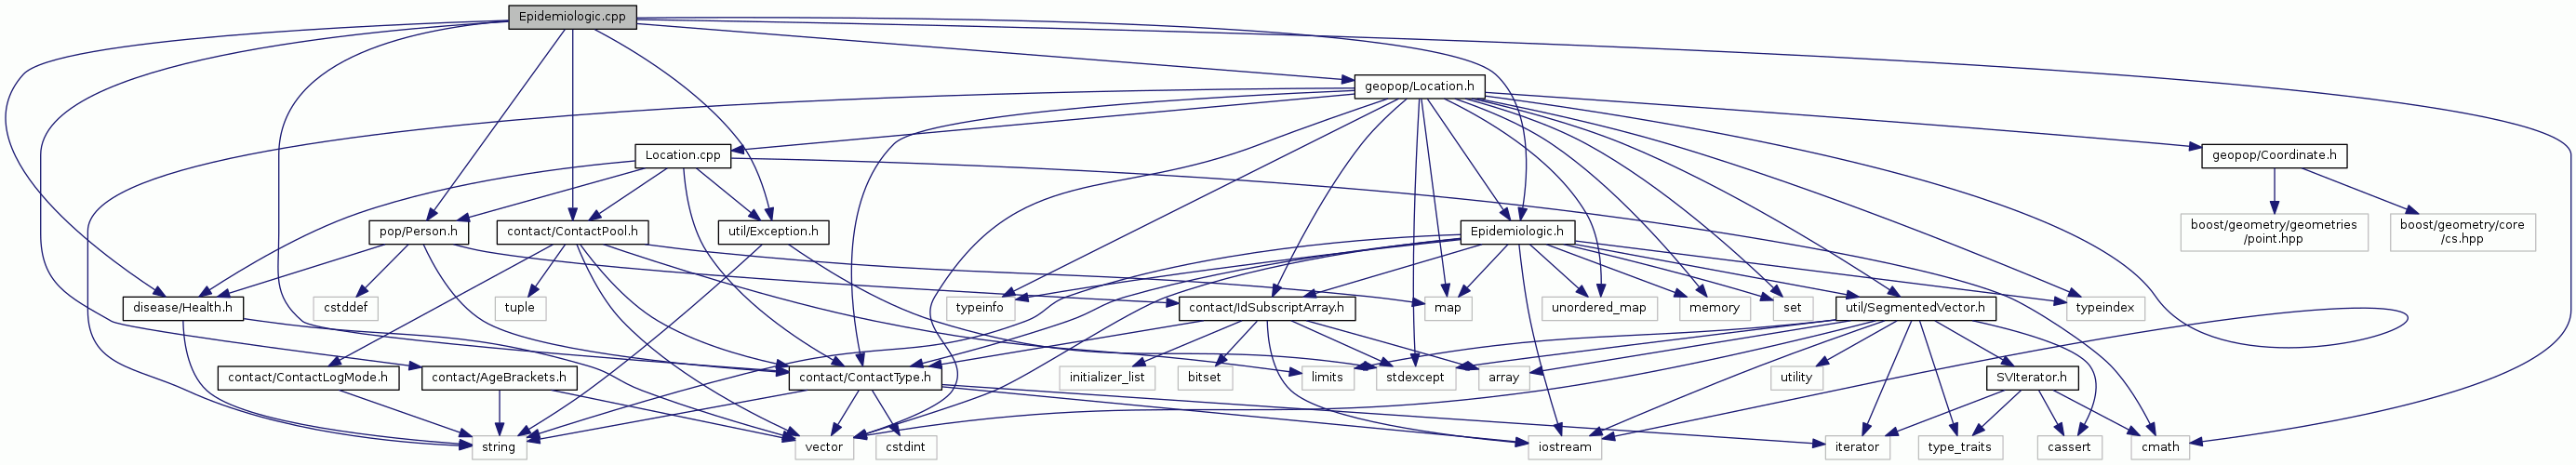 Epidemiologic.cpp
geopop/Location.h
Location.cpp
geopop/Coordinate.h
pop/Person.h
contact/ContactPool.h
util/Exception.h
Epidemiologic.h
boost/geometry/geometries
/point.hpp
boost/geometry/core
/cs.hpp
disease/Health.h
cstddef
tuple
typeinfo
contact/IdSubscriptArray.h
map
unordered_map
memory
set
util/SegmentedVector.h
typeindex
contact/ContactLogMode.h
contact/AgeBrackets.h
contact/ContactType.h
initializer_list
bitset
limits
stdexcept
array
utility
SVIterator.h
string
vector
cstdint
iostream
iterator
type_traits
cassert
cmath